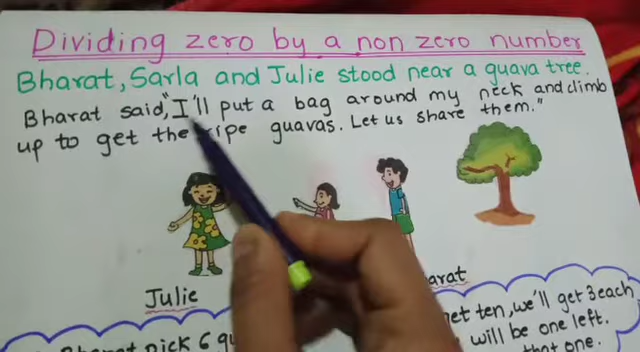 Dividing zero by a non zero number
Bharat, Sarla and Julie stood near a guava tree.
Bharat said, "I'll put a bag around my neck and climb
up to get the ripe guavas. Let us share them."
Julie
arat
et ten, we'll get 3 each
will be one left.
that one.
pick 6